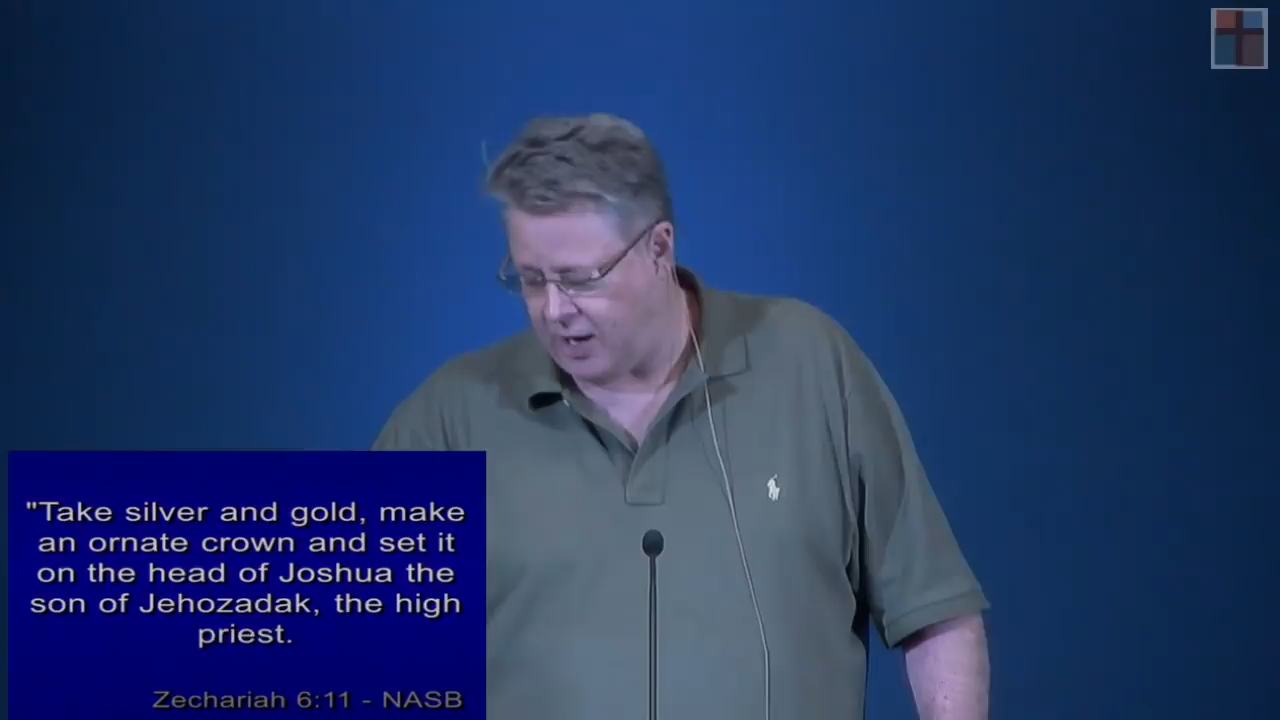 "Take silver and gold, make
an ornate crown and set it
on the head of Joshua the
son of Jehozadak, the high
priest.
Zechariah 6:11 - NASB